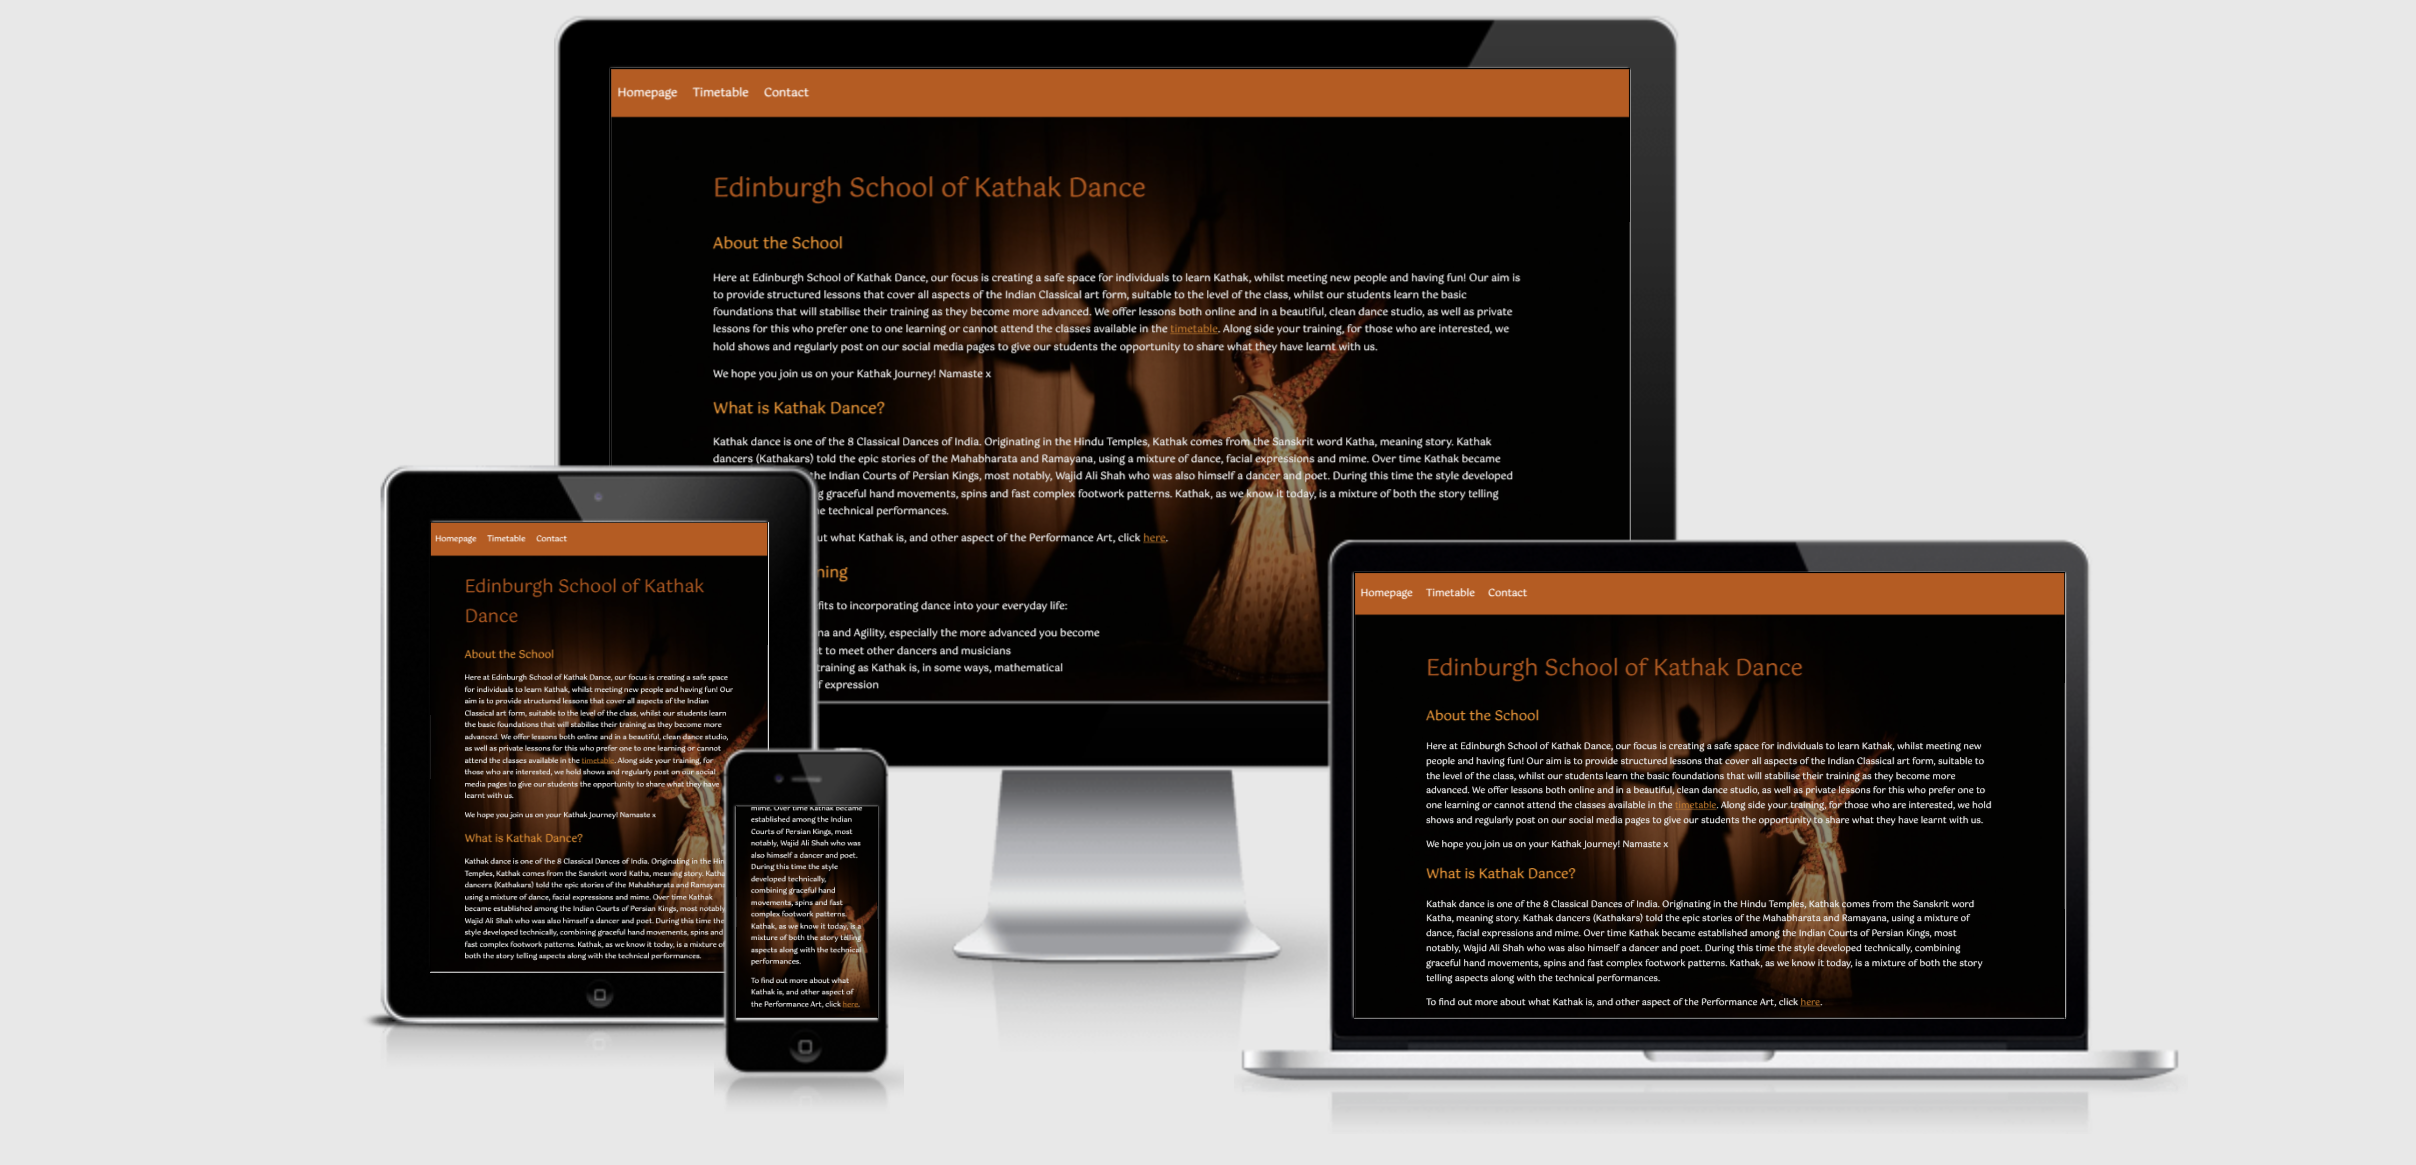 Homepage Timetable Contact
Edinburgh School of Kathak Dance
About the School
Here at Edinburgh School of Kathak Dance, our focus is creating a safe space for individuals to learn Kathak, whilst meeting new people and having fun! Our aim is
to provide structured lessons that cover all aspects of the Indian Classical art form, suitable to the level of the class, whilst our students learn the basic
foundations that will stabilise their training as they become more advanced. We offer lessons both online and in a beautiful, clean dance studio, as well as private
lessons for this who prefer one to one learning or cannot attend the classes available in the timetable. Along side your training, for those who are interested, we
hold shows and regularly post on our social media pages to give our students the opportunity to share what they have learnt with us.
We hope you join us on your Kathak Journey! Namaste x
What is Kathak Dance?
Kathak dance is one of the 8 Classical Dances of India. Originating in the Hindu Temples, Kathak comes from the Sanskrit word Katha, meaning story. Kathak
dancers (Kathakars) told the epic stories of the Mahabharata and Ramayana, using a mixture of dance, facial expressions and mime. Over time Kathak became
the Indian Courts of Persian Kings, most notably, Wajid Ali Shah who was also himself a dancer and poet. During this time the style developed
graceful hand movements, spins and fast complex footwork patterns. Kathak, as we know it today, is a mixture of both the story telling
technical performances.
what Kathak is, and other aspect of the Performance Art, click here.
to incorporating dance into your everyday life:
and Agility, especially the more advanced you become
to meet other dancers and musicians
training as Kathak is, in some ways, mathematical
expression
Homepage Timetable Contact
Edinburgh School of Kathak
Dance
About the School
Here at Edinburgh School of Kathak Dance, our focus is creating a safe space
for individuals to learn Kathak, whilst meeting new people and having fun! Our
aim is to provide structured lessons that cover all aspects of the Indian
Classical art form, suitable to the level of the class, whilst our students learn
the basic foundations that will stabilise their training as they become more
advanced. We offer lessons both online and in a beautiful, clean dance studio,
as well as private lessons for this who prefer one to one learning or cannot
attend the classes available in the timetable. Along side your training, for
those who are interested, we hold shows and regularly post on our social
media pages to give our students the opportunity to share what they have
learnt with us.
We hope you join us on your Kathak Journey! Namaste x
What is Kathak Dance?
Kathak dance is one of the 8 Classical Dances of India. Originating in the
Temples, Kathak comes from the Sanskrit word Katha, meaning story.
dancers (Kathakars) told the epic stories of the Mahabharata and Ramayana
using a mixture of dance, facial expressions and mime. Over time Kathak
became established among the Indian Courts of Persian Kings, most notably
Wajid Ali Shah who was also himself a dancer and poet. During this time the
style developed technically, combining graceful hand movements, spins and
fast complex footwork patterns. Kathak, as we know it today, is a mixture of
both the story telling aspects along with the technical performances.
mime. Over time Kathak became
established among the Indian
Courts of Persian Kings, most
notably, Wajid Ali Shah who was
also himself a dancer and poet.
During this time the style
developed technically,
combining graceful hand
movements, spins and fast
complex footwork patterns.
Kathak, as we know it today, is a
mixture of both the story telling
aspects along with the technical
performances.
To find out more about what
Kathak is, and other aspect of
the Performance Art, click here.
Homepage Timetable Contact
Edinburgh School of Kathak Dance
About the School
Here at Edinburgh School of Kathak Dance, our focus is creating a safe space for individuals to learn Kathak, whilst meeting new
people and having fun! Our aim is to provide structured lessons that cover all aspects of the Indian Classical art form, suitable to
the level of the class, whilst our students learn the basic foundations that will stabilise their training as they become more
advanced. We offer lessons both online and in a beautiful, clean dance studio, as well as private lessons for this who prefer one to
one learning or cannot attend the classes available in the timetable. Along side your training, for those who are interested, we hold
shows and regularly post on our social media pages to give our students the opportunity to share what they have learnt with us.
We hope you join us on your Kathak Journey! Namaste x
What is Kathak Dance?
Kathak dance is one of the 8 Classical Dances of India. Originating in the Hindu Temples, Kathak comes from the Sanskrit word
Katha, meaning story. Kathak dancers (Kathakars) told the epic stories of the Mahabharata and Ramayana, using a mixture of
dance, facial expressions and mime. Over time Kathak became established among the Indian Courts of Persian Kings, most
notably, Wajid Ali Shah who was also himself a dancer and poet. During this time the style developed technically, combining
graceful hand movements, spins and fast complex footwork patterns. Kathak, as we know it today, is a mixture of both the story
telling aspects along with the technical performances.
To find out more about what Kathak is, and other aspect of the Performance Art, click here.